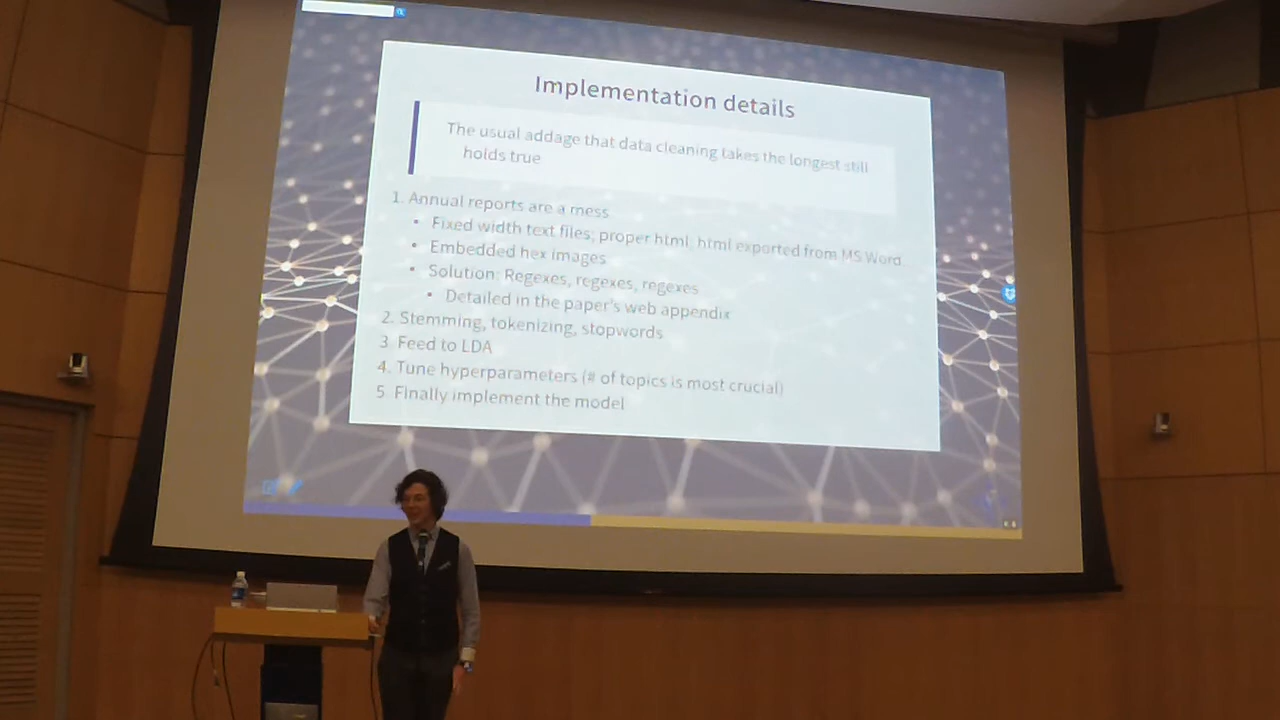 Implementation details
The usual addage that data cleaning takes the longest still
holds true
1. Annual reports are a mess
• Fixed width text files; proper html; html exported from MS Word
• Embedded hex images
• Solution: Regexes, regexes, regexes
• Detailed in the paper's web appendix
2. Stemming, tokenizing, stopwords
3. Feed to LDA
4. Tune hyperparameters (# of topics is most crucial)
5. Finally implement the model